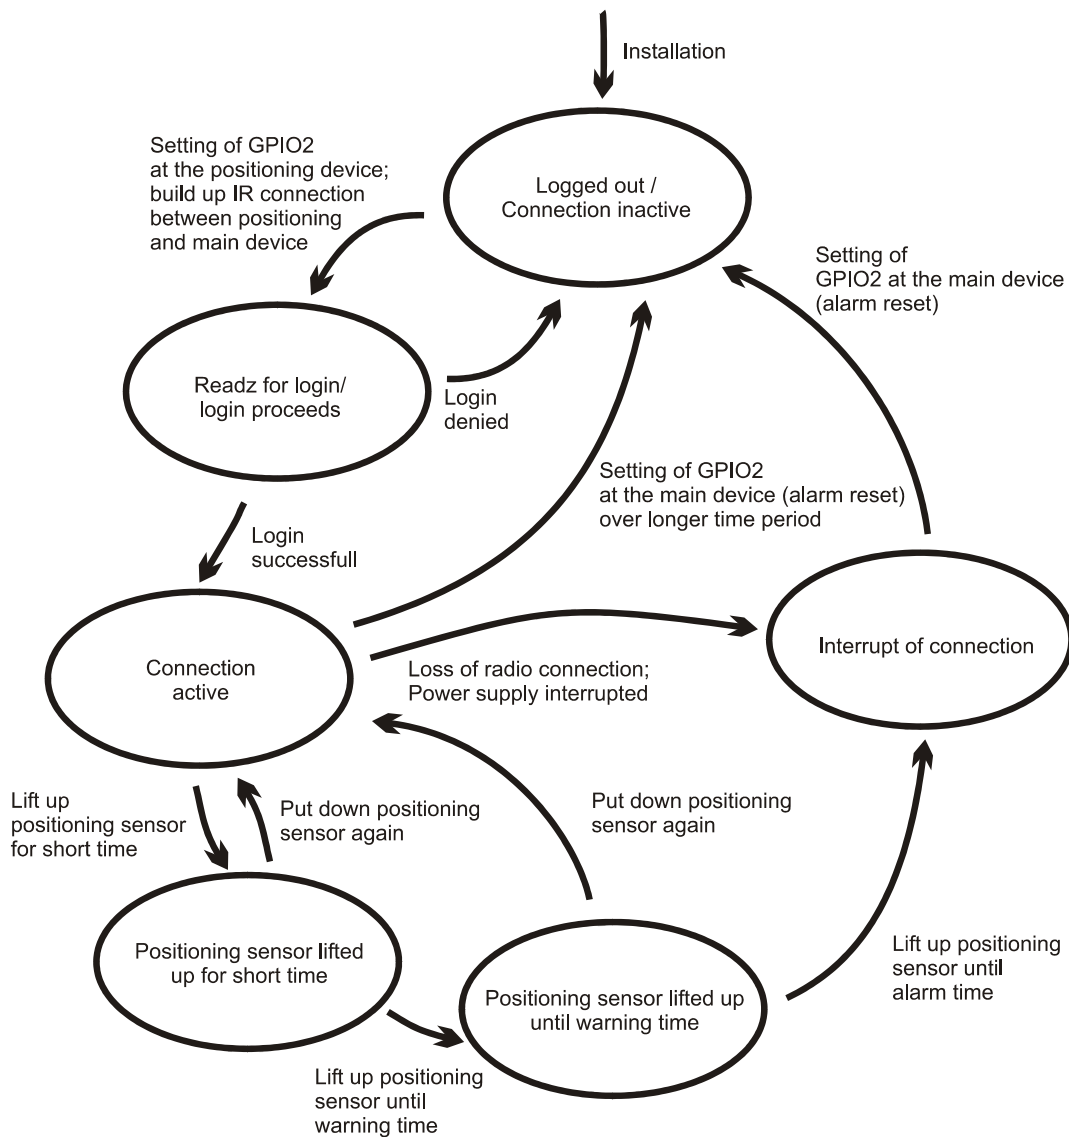 Installation
Setting of GPIO2
at the positioning device;
build up IR connection
between positioning
and main device
Logged out /
Connection inactive
Setting of
GPIO2 at the main device
(alarm reset)
Readz for login/
login proceeds
Login
denied
Setting of GPIO2
at the main device (alarm reset)
over longer time period
Login
successfull
Connection
active
Loss of radio connection;
Power supply interrupted
Interrupt of connection
Lift up
positioning sensor
for short time
Put down positioning
sensor again
Put down positioning
sensor again
Positioning sensor lifted
up for short time
Positioning sensor lifted up
until warning time
Lift up positioning
sensor until
alarm time
Lift up positioning
sensor until
warning time